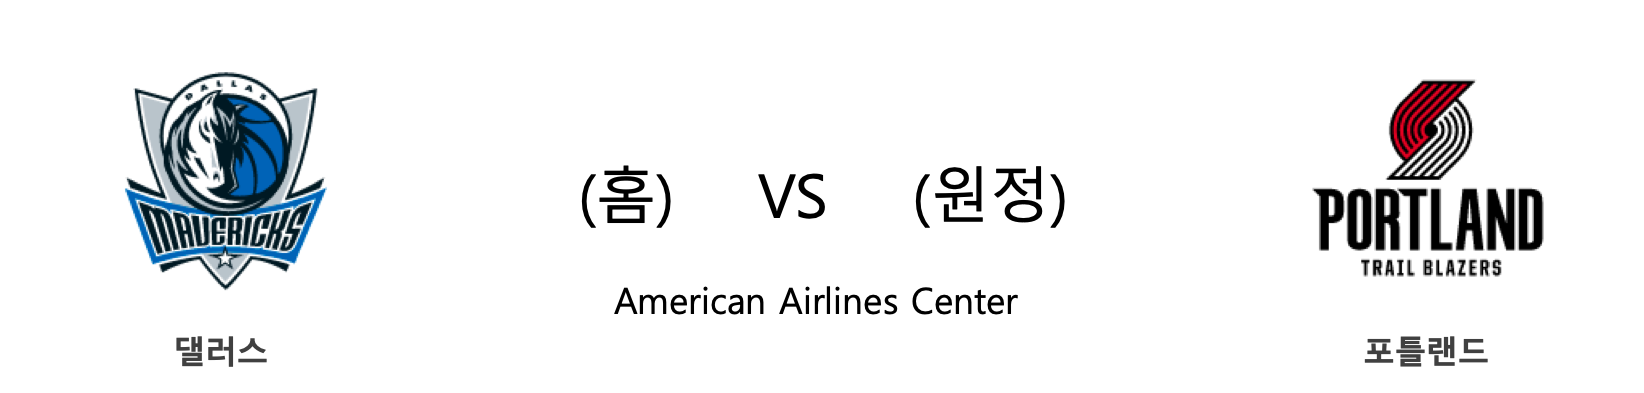 DALLAS
MAVERICKS
댈러스
(홈) VS (원정)
American Airlines Center
PORTLAND
TRAIL BLAZERS
포틀랜드